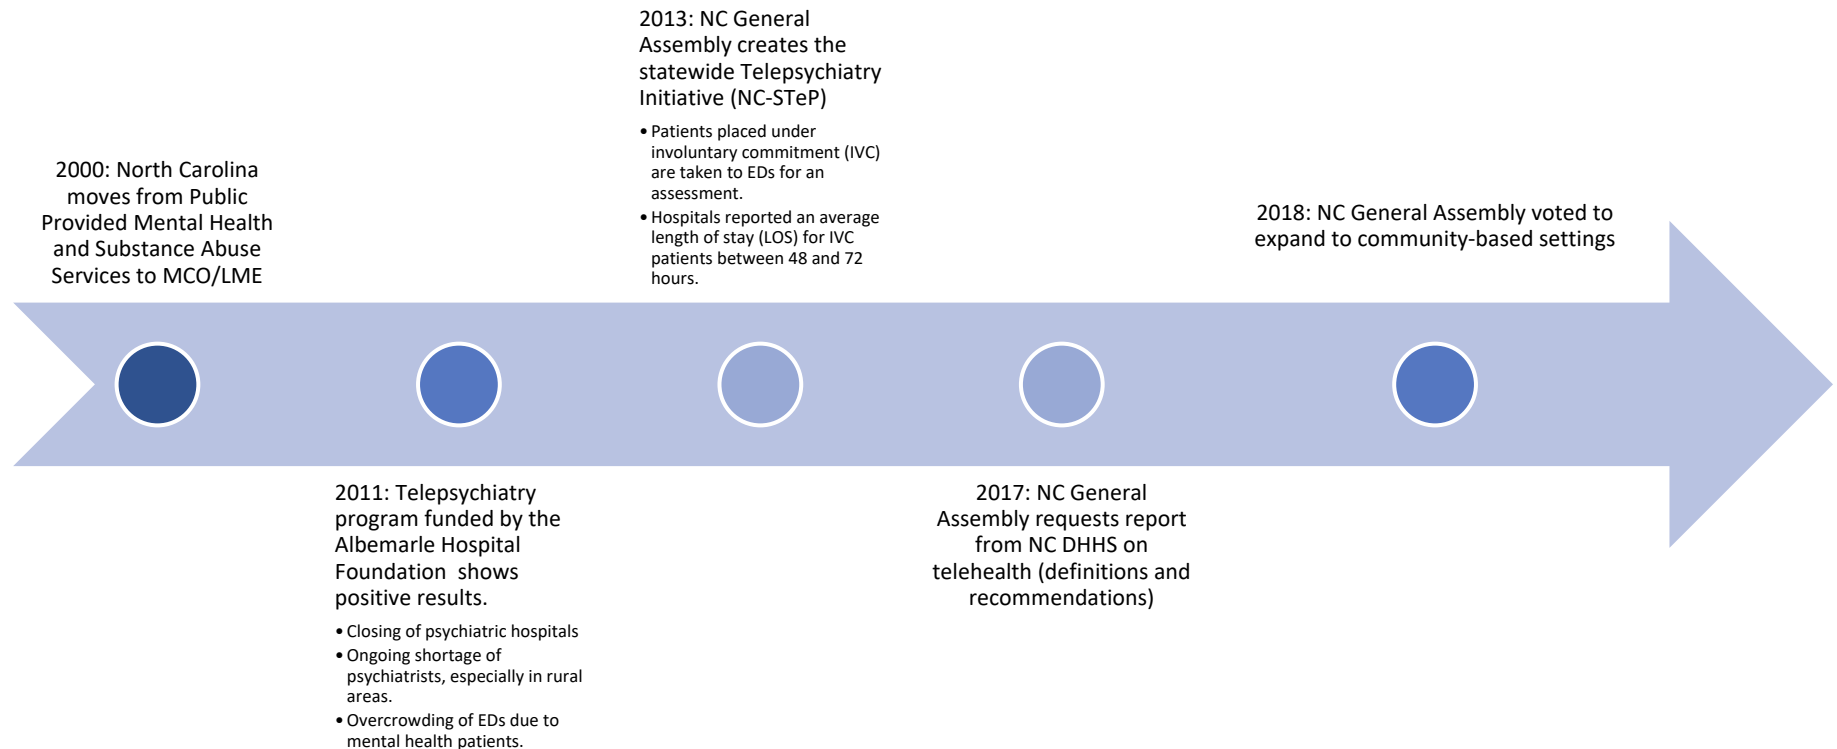 2000: North Carolina
moves from Public
Provided Mental Health
and Substance Abuse
Services to MCO/LME
2011: Telepsychiatry
program funded by the
Albemarle Hospital
Foundation  shows
positive results.
• Closing of psychiatric hospitals
• Ongoing shortage of
psychiatrists, especially in rural
areas.
• Overcrowding of EDs due to
mental health patients.
2013: NC General
Assembly creates the
statewide Telepsychiatry
Initiative (NC-STeP)
• Patients placed under
involuntary commitment (IVC)
are taken to EDs for an
assessment.
• Hospitals reported an average
length of stay (LOS) for IVC
patients between 48 and 72
hours.
2017: NC General
Assembly requests report
from NC DHHS on
telehealth (definitions and
recommendations)
2018: NC General Assembly voted to
expand to community-based settings